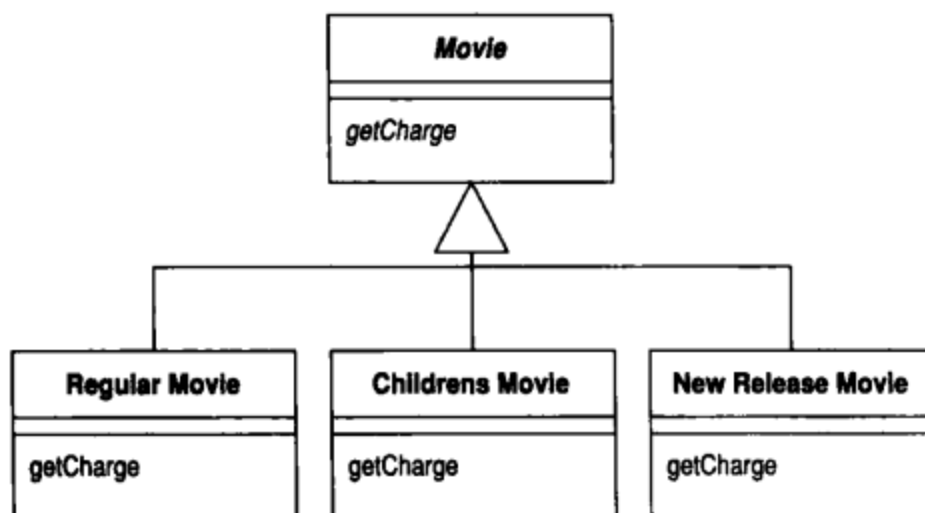 Movie
getCharge
Regular Movie
Childrens Movie
New Release Movie
getCharge
getCharge
getCharge